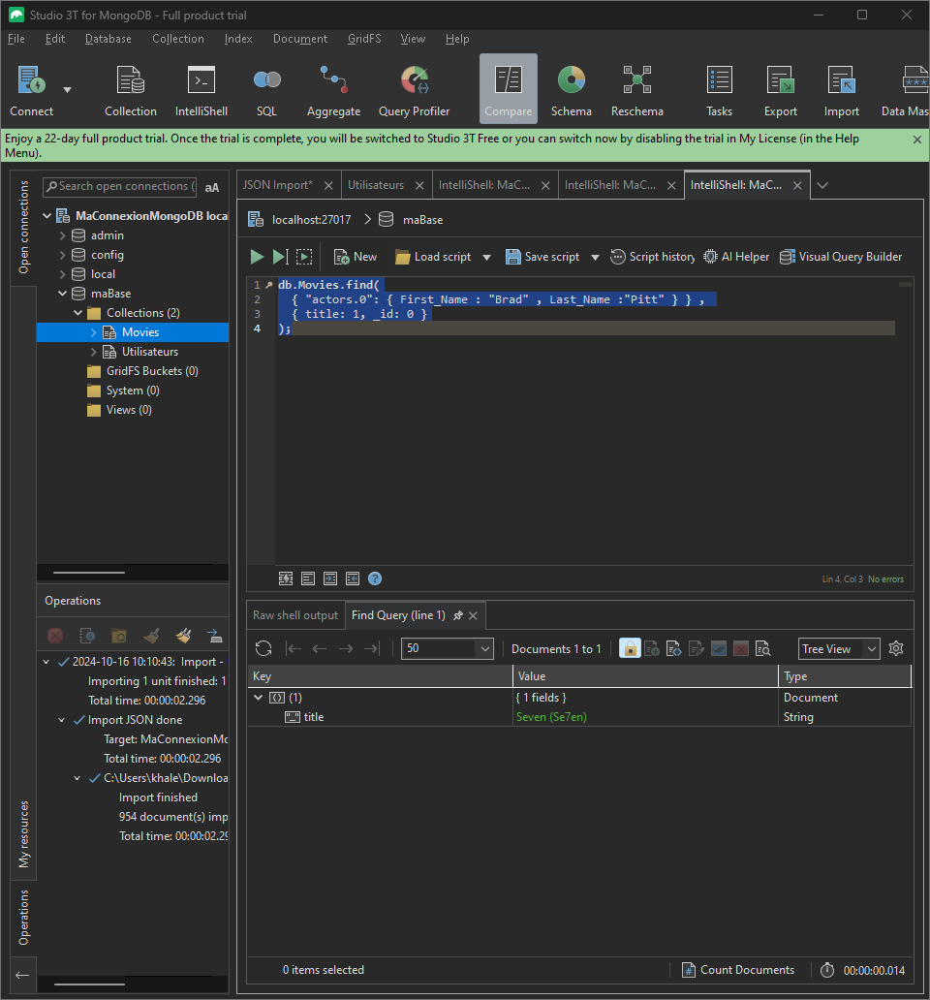 Studio 3T for MongoDB - Full product trial
File Edit Database Collection Index Document GridFS View Help
Connect Collection IntelliShell SQL Aggregate Query Profiler Compare Schema Reschema Tasks Export Import Data Mas
Enjoy a 22-day full product trial. Once the trial is complete, you will be switched to Studio 3T Free or you can switch now by disabling the trial in My License (in the Help
Menu).
Open connections
My resources
Operations
Search open connections ( aA
MaConnexionMongoDB local
admin
config
local
maBase
Collections (2)
Movies
Utilisateurs
GridFS Buckets (0)
System (0)
Views (0)
Operations
2024-10-16 10:10:43: Import -
Importing 1 unit finished: 1
Total time: 00:00:02.296
Import JSON done
Target: MaConnexionMo
Total time: 00:00:02.296
C:\Users\khale\Downloa
Import finished
954 document(s) imp
Total time: 00:00:02.29
JSON Import* Utilisateurs IntelliShell: MaC... IntelliShell: MaC... IntelliShell: MaC...
localhost:27017 maBase
New Load script Save script Script history AI Helper Visual Query Builder
1 db.Movies.find(
2 { "actors.0": { First_Name : "Brad" , Last_Name :"Pitt" } } ,
3 { title: 1, _id: 0 }
4 );
Lin 4, Col 3 No errors
Raw shell output Find Query (line 1)
50 Documents 1 to 1 Tree View
Key Value Type
(1) { 1 fields } Document
title Seven (Se7en) String
0 items selected Count Documents 00:00:00.014